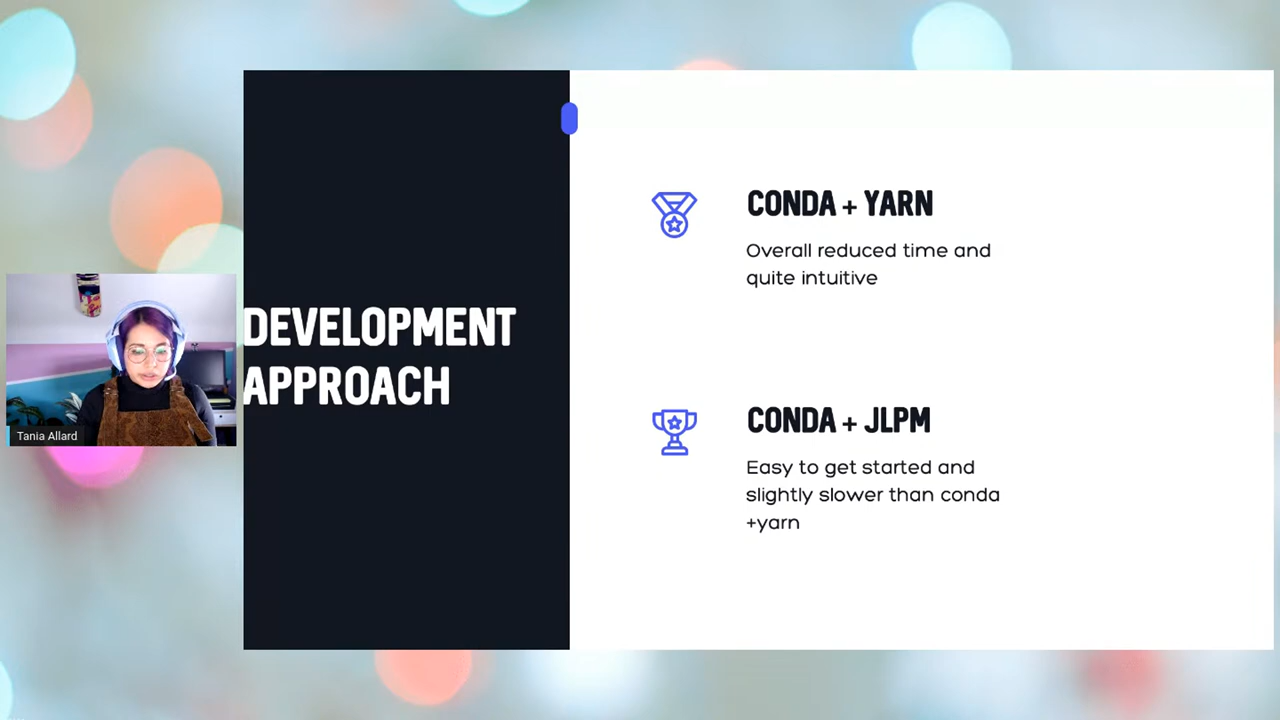 DEVELOPMENT
APPROACH
CONDA + YARN
Overall reduced time and
quite intuitive
CONDA + JLPM
Easy to get started and
slightly slower than conda
+yarn
Tania Allard